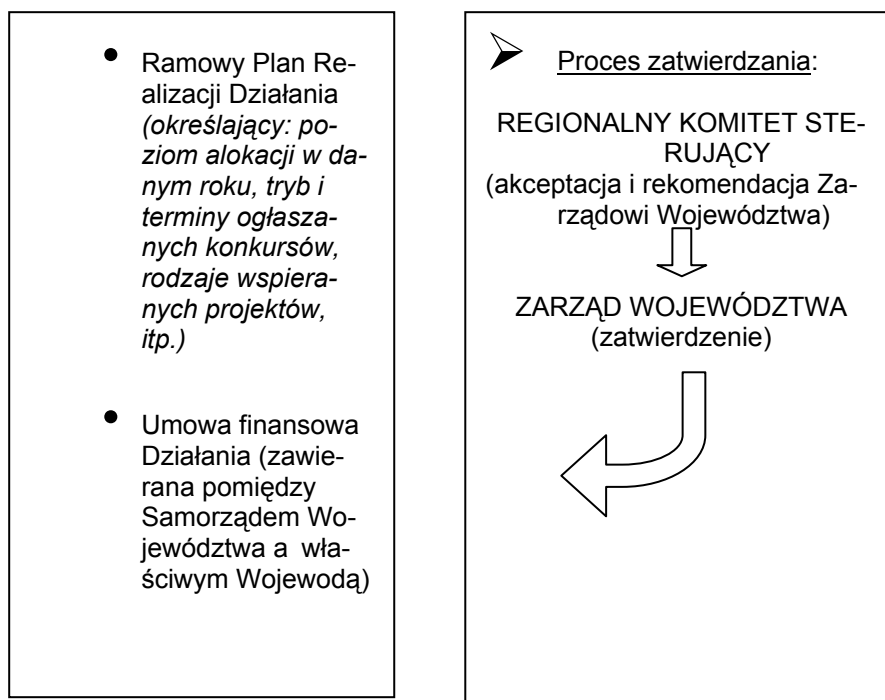 • Ramowy Plan Re-
alizacji Działania
(określający: po-
ziom alokacji w da-
nym roku, tryb i
terminy ogłasza-
nych konkursów,
rodzaje wspiera-
nych projektów,
itp.)
• Umowa finansowa
Działania (zawie-
rana pomiędzy
Samorządem Wo-
jewództwa a wła-
ściwym Wojewodą)
Proces zatwierdzania:
REGIONALNY KOMITET STE-
RUJĄCY
(akceptacja i rekomendacja Za-
rządowi Województwa)
ZARZĄD WOJEWÓDZTWA
(zatwierdzenie)